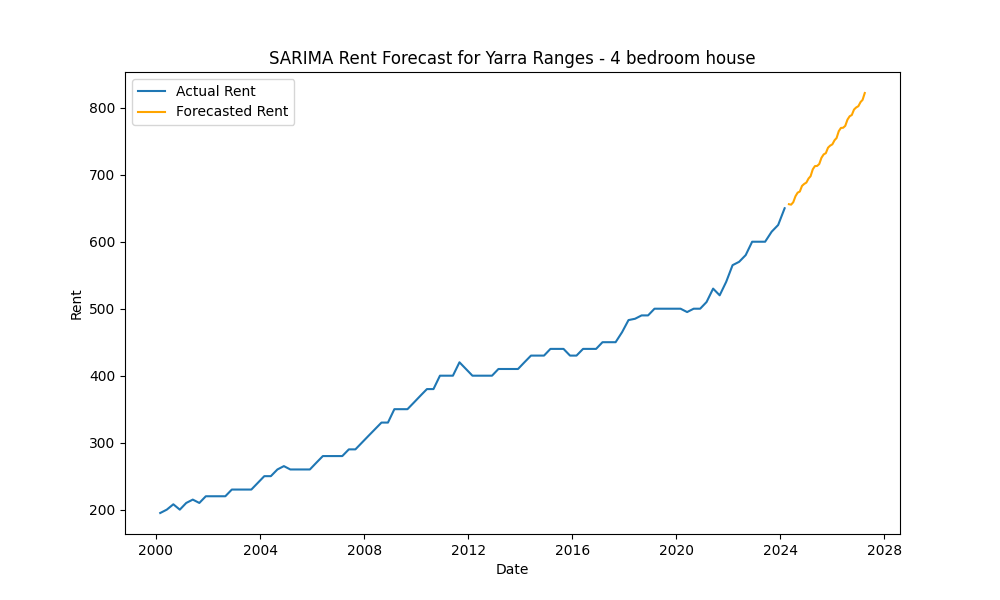 SARIMA Rent Forecast for Yarra Ranges - 4 bedroom house
Actual Rent
Forecasted Rent
800
700
600
500
400
300
200
Rent
2000 2004 2008 2012 2016 2020 2024 2028
Date